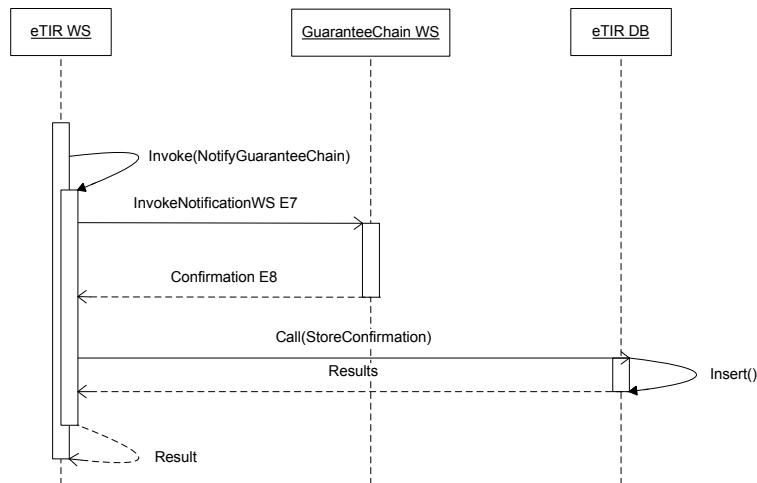 eTIR WS
GuaranteeChain WS
eTIR DB
Invoke(NotifyGuaranteeChain)
InvokeNotificationWS E7
Confirmation E8
Call(StoreConfirmation)
Results
Insert()
Result